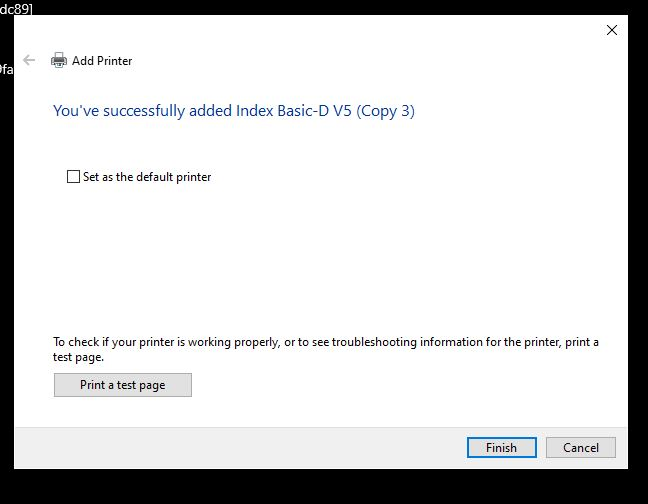 dc89]
9fa
Add Printer
You've successfully added Index Basic-D V5 (Copy 3)
Set as the default printer
To check if your printer is working properly, or to see troubleshooting information for the printer, print a
test page.
Print a test page
Finish
Cancel